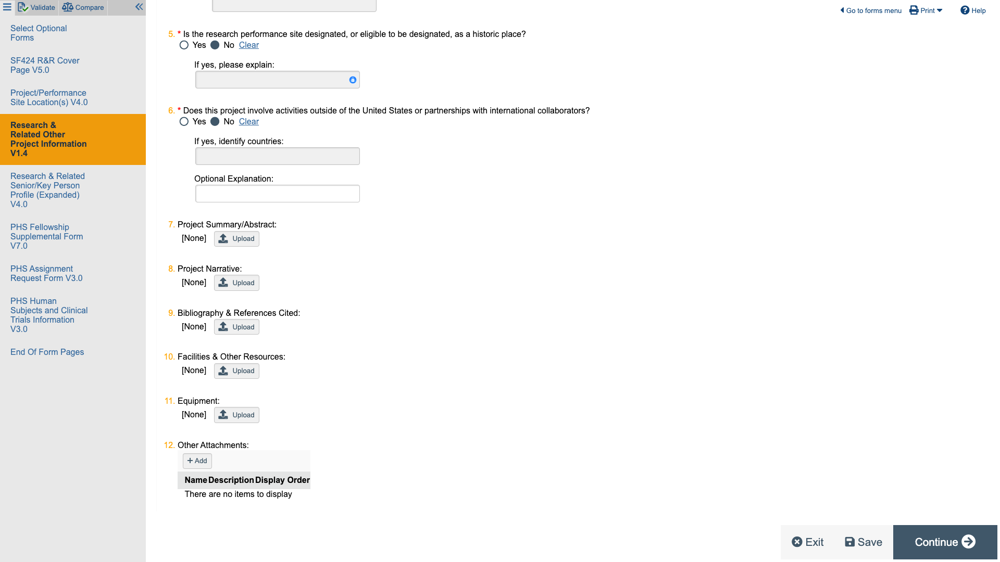 Validate
Compare
Go to forms menu
Print
Help
Select Optional
Forms
SF424 R&R Cover
Page V5.0
Project/Performance
Site Location(s) V4.0
Research &
Related Other
Project Information
V1.4
Research & Related
Senior/Key Person
Profile (Expanded)
V4.0
PHS Fellowship
Supplemental Form
V7.0
PHS Assignment
Request Form V3.0
PHS Human
Subjects and Clinical
Trials Information
V3.0
End Of Form Pages
5. * Is the research performance site designated, or eligible to be designated, as a historic place?
Yes No Clear
If yes, please explain:
6. * Does this project involve activities outside of the United States or partnerships with international collaborators?
Yes No Clear
If yes, identify countries:
Optional Explanation:
7. Project Summary/Abstract:
[None] Upload
8. Project Narrative:
[None] Upload
9. Bibliography & References Cited:
[None] Upload
10. Facilities & Other Resources:
[None] Upload
11. Equipment:
[None] Upload
12. Other Attachments:
+ Add
Name Description Display Order
There are no items to display
Exit Save Continue